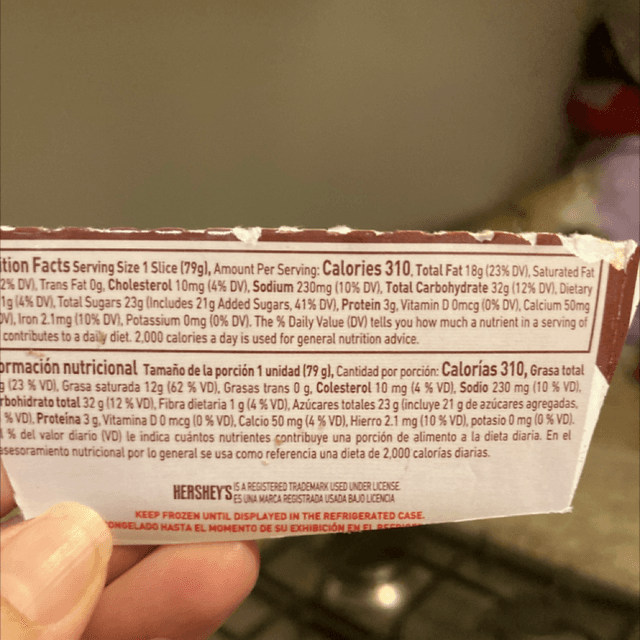 ition Facts Serving Size 1 Slice (79g), Amount Per Serving: Calories 310, Total Fat 18g (23% DV), Saturated Fat
2% DV), Trans Fat 0g, Cholesterol 10mg (4% DV), Sodium 230mg (10% DV), Total Carbohydrate 32g (12% DV), Dietary
1g (4% DV), Total Sugars 23g (Includes 21g Added Sugars, 41% DV), Protein 3g, Vitamin D 0mcg (0% DV), Calcium 50mg
DV), Iron 2.1mg (10% DV), Potassium 0mg (0% DV). The % Daily Value (DV) tells you how much a nutrient in a serving of
contributes to a daily diet. 2,000 calories a day is used for general nutrition advice.
ormación nutricional Tamaño de la porción 1 unidad (79 g), Cantidad por porción: Calorías 310, Grasa total
g (23 % VD), Grasa saturada 12g (62 % VD), Grasas trans 0 g, Colesterol 10 mg (4 % VD), Sodio 230 mg (10 % VD),
rbohidrato total 32 g (12 % VD), Fibra dietaria 1 g (4 % VD), Azúcares totales 23 g (incluye 21 g de azúcares agregadas,
% VD), Proteína 3 g, Vitamina D 0 mcg (0 % VD), Calcio 50 mg (4 % VD), Hierro 2.1 mg (10 % VD), potasio 0 mg (0 % VD).
% del valor diario (VD) le indica cuántos nutrientes contribuye una porción de alimento a la dieta diaria. En el
asesoramiento nutricional por lo general se usa como referencia una dieta de 2,000 calorías diarias.
HERSHEY'S IS A REGISTERED TRADEMARK USED UNDER LICENSE.
ES UNA MARCA REGISTRADA USADA BAJO LICENCIA
KEEP FROZEN UNTIL DISPLAYED IN THE REFRIGERATED CASE.
ONGELADO HASTA EL MOMENTO DE SU EXHIBICIÓN EN EL